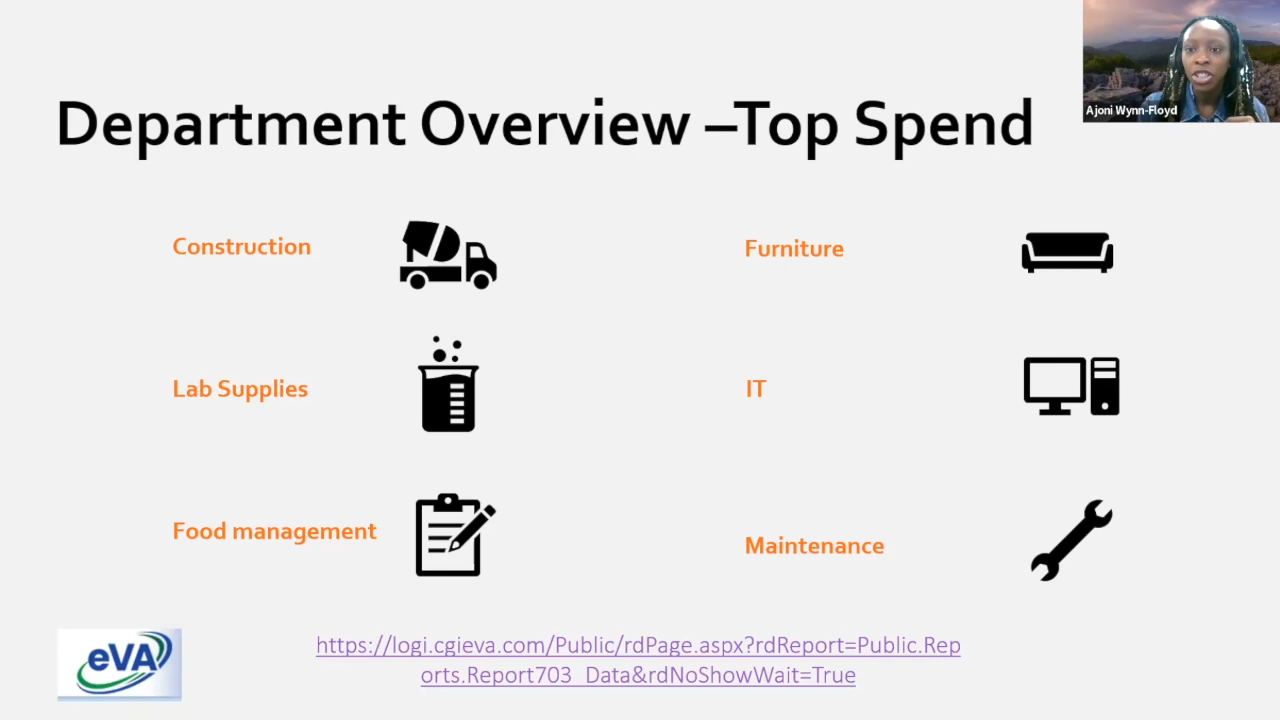 Department Overview –Top Spend
Ajoni Wynn-Floyd
Construction
Furniture
Lab Supplies
IT
Food management
Maintenance
eVA
https://logi.cgieva.com/Public/rdPage.aspx?rdReport=Public.Rep
orts.Report703_Data&rdNoShowWait=True